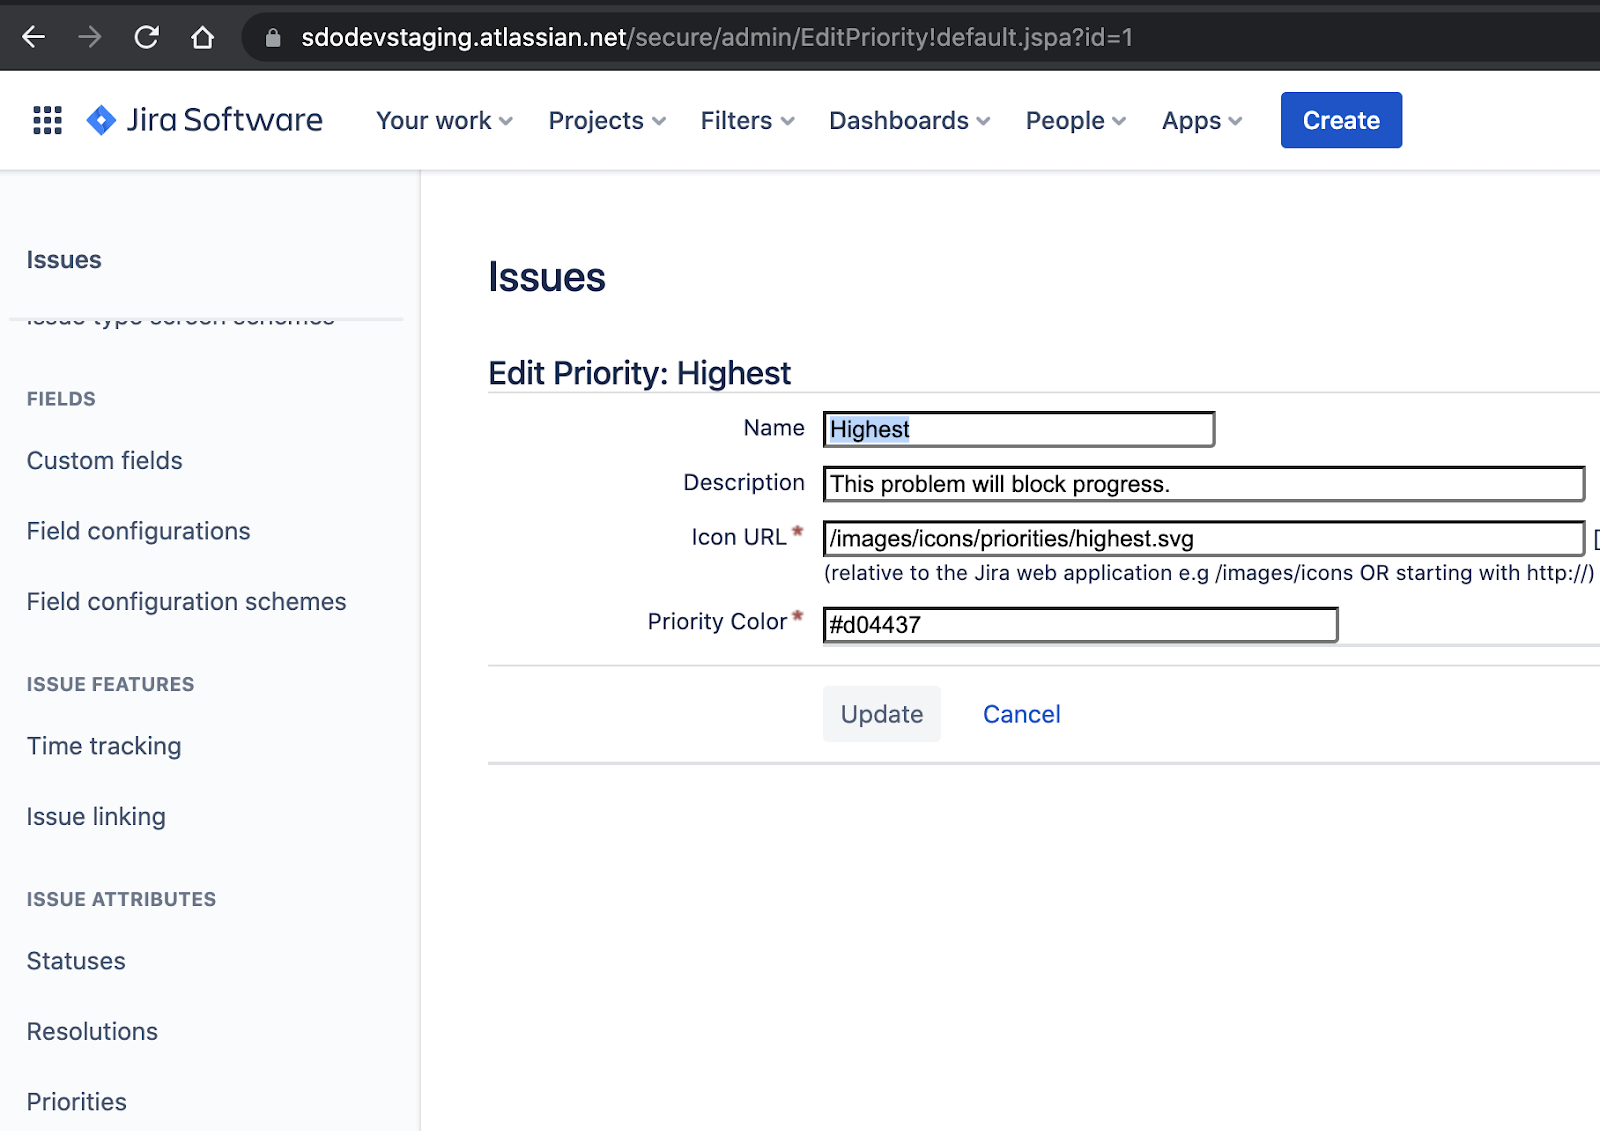 sdodevstaging.atlassian.net/secure/admin/EditPriority!default.jspa?id=1
Jira Software Your work Projects Filters Dashboards People Apps Create
Issues
Issue type screen schemes
FIELDS
Custom fields
Field configurations
Field configuration schemes
ISSUE FEATURES
Time tracking
Issue linking
ISSUE ATTRIBUTES
Statuses
Resolutions
Priorities
Issues
Edit Priority: Highest
Name Highest
Description This problem will block progress.
Icon URL* /images/icons/priorities/highest.svg [
(relative to the Jira web application e.g /images/icons OR starting with http://)
Priority Color* #d04437
Update Cancel